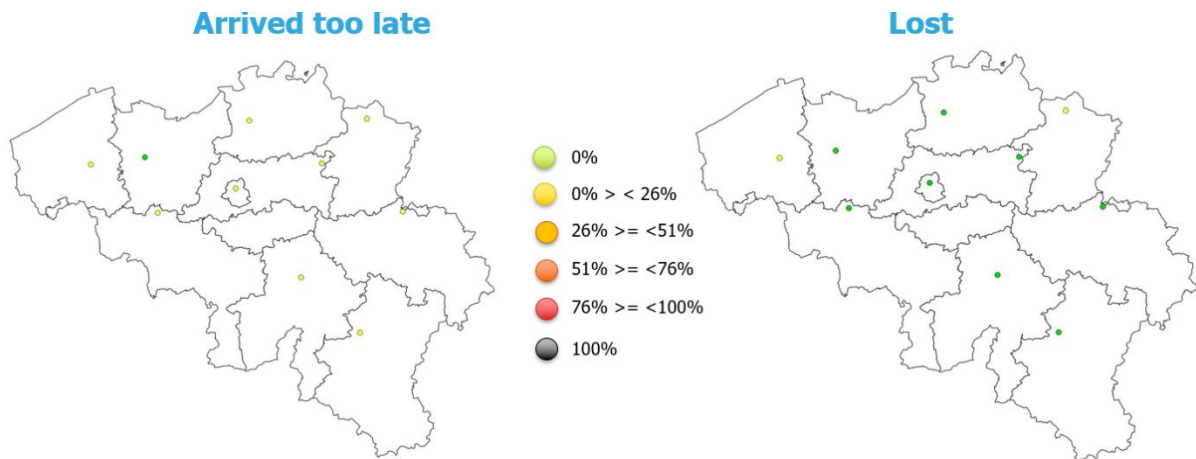 Arrived too late
Lost
0%
0% > < 26%
26% >= <51%
51% >= <76%
76% >= <100%
100%